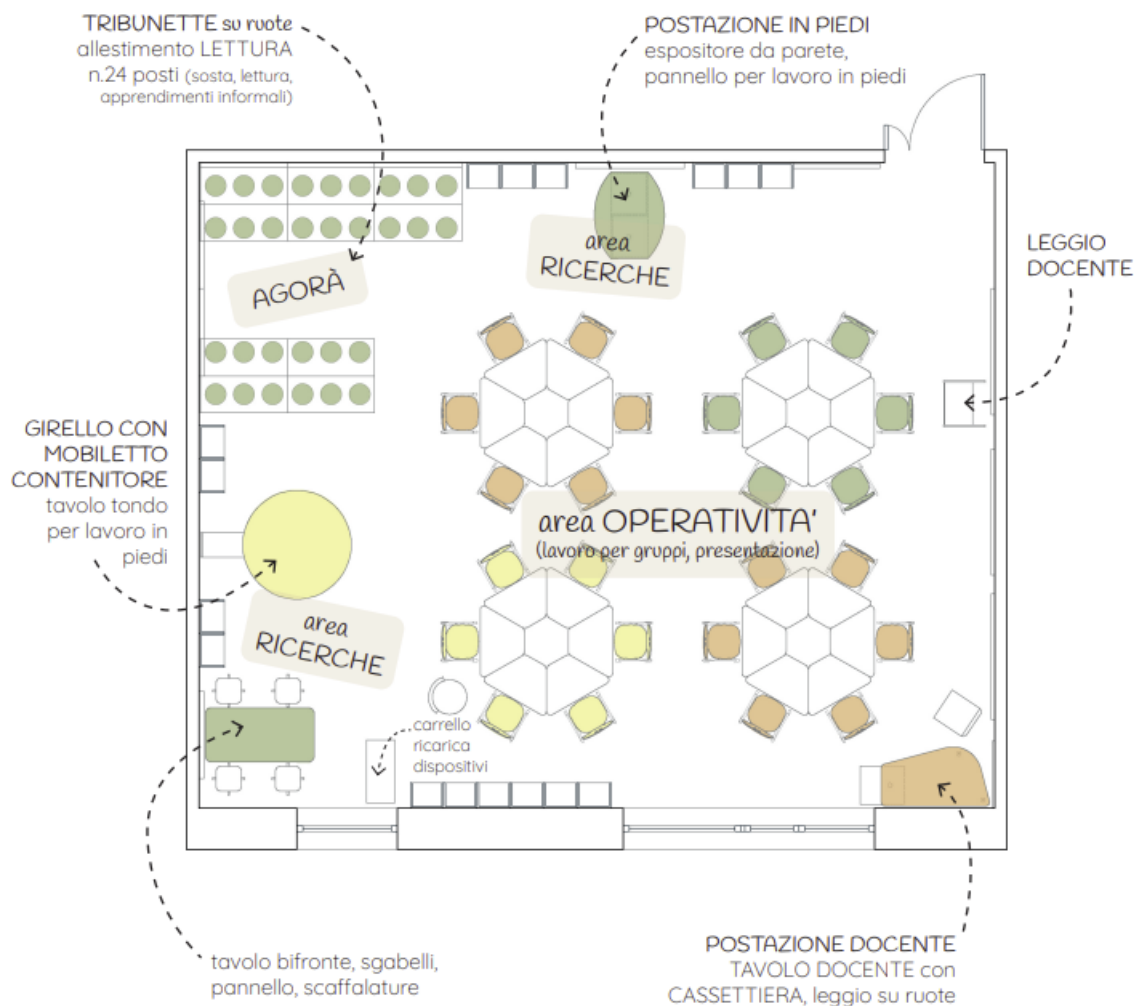 TRIBUNETTE su ruote
allestimento LETTURA
n.24 posti (sosta, lettura,
apprendimenti informali)
POSTAZIONE IN PIEDI
espositore da parete,
pannello per lavoro in piedi
area
RICERCHE
AGORÀ
LEGGIO
DOCENTE
GIRELLO CON
MOBILETTO
CONTENITORE
tavolo tondo
per lavoro in
piedi
area OPERATIVITA'
(lavoro per gruppi, presentazione)
area
RICERCHE
carrello
ricarica
dispositivi
tavolo bifronte, sgabelli,
pannello, scaffalature
POSTAZIONE DOCENTE
TAVOLO DOCENTE con
CASSETTIERA, leggio su ruote